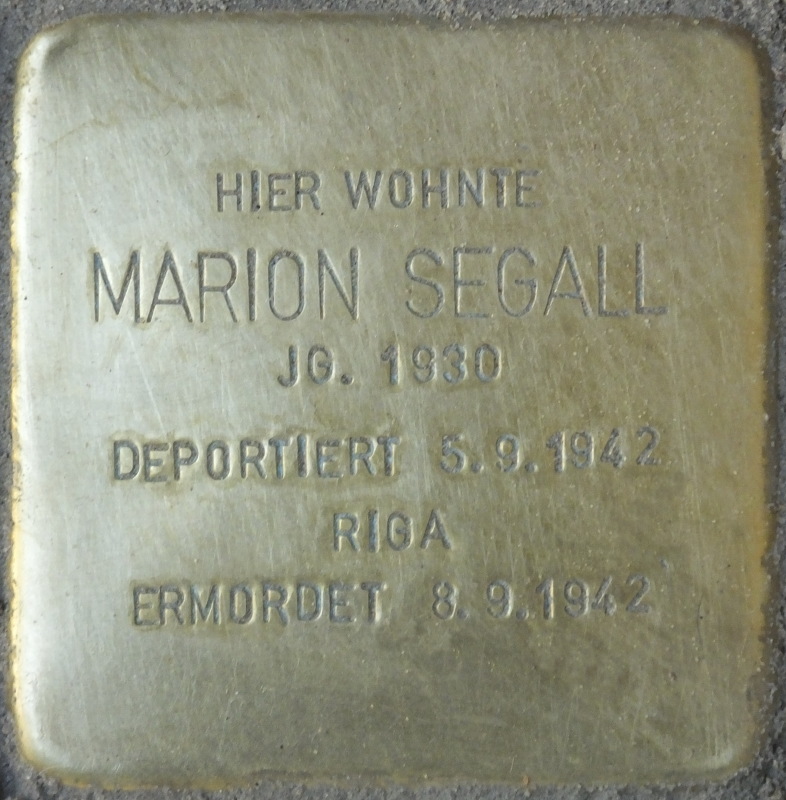 HIER WOHNTE
MARION SEGALL
JG. 1930
DEPORTIERT 5.9.1942
RIGA
ERMORDET 8.9.1942